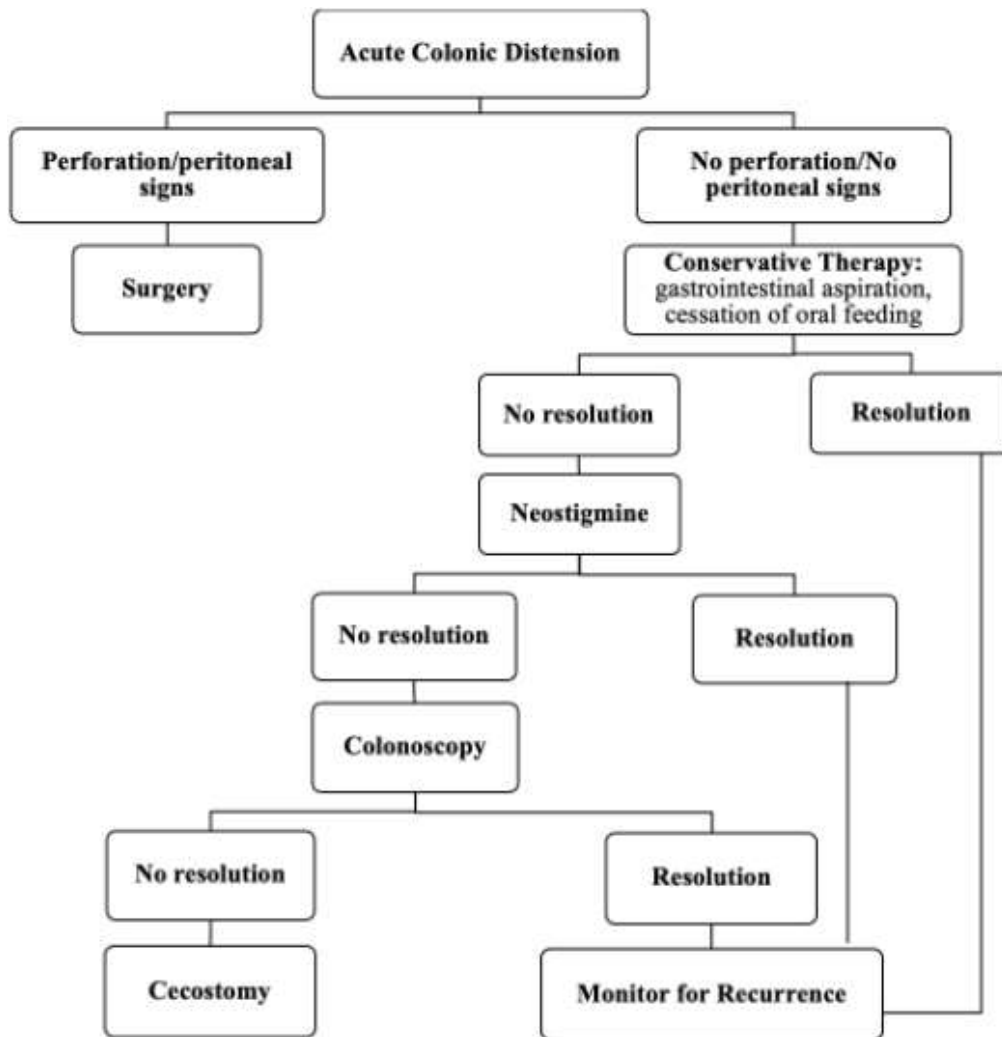 Acute Colonic Distension
Perforation/peritoneal
signs
No perforation/No
peritoneal signs
Surgery
Conservative Therapy:
gastrointestinal aspiration,
cessation of oral feeding
No resolution
Resolution
Neostigmine
No resolution
Resolution
Colonoscopy
No resolution
Resolution
Cecostomy
Monitor for Recurrence